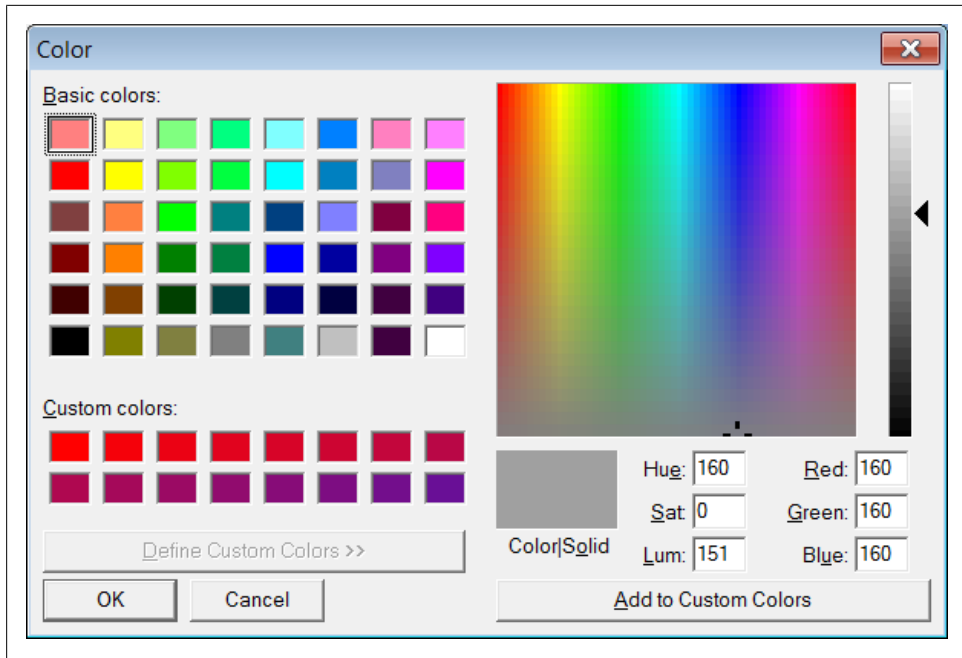 Color
Basic colors:
Custom colors:
Define Custom Colors >>
OK Cancel
Hue: 160 Red: 160
Sat: 0 Green: 160
Color|Solid Lum: 151 Blue: 160
Add to Custom Colors